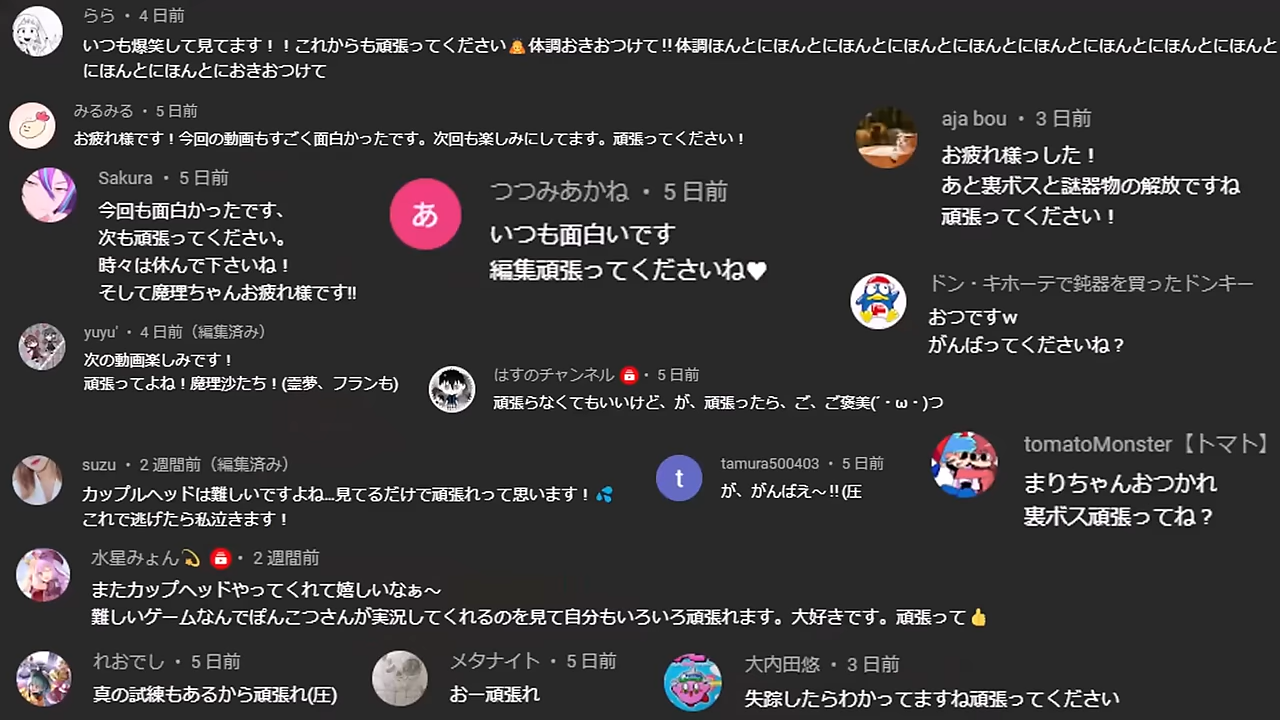 らら • 4 日前
いつも爆笑して見てます！！これからも頑張ってください🙇体調おきおつけて‼体調ほんとにほんとにほんとにほんとにほんとにほんとにほんとにほんとにほんと
にほんとにほんとにおきおつけて
みるみる • 5 日前
お疲れ様です！今回の動画もすごく面白かったです。次回も楽しみにしてます。頑張ってください！
aja bou • 3 日前
お疲れ様っした！
あと裏ボスと謎器物の解放ですね
頑張ってください！
Sakura • 5 日前
今回も面白かったです、
次も頑張ってください。
時々は休んで下さいね！
そして魔理ちゃんお疲れ様です‼
あ
つつみあかね • 5 日前
いつも面白いです
編集頑張ってくださいね♥
ドン・キホーテで鈍器を買ったドンキー
おつですｗ
がんばってくださいね？
yuyu' • 4 日前（編集済み）
次の動画楽しみです！
頑張ってよね！魔理沙たち！(霊夢、フランも)
はすのチャンネル • 5 日前
頑張らなくてもいいけど、が、頑張ったら、ご、ご褒美(´・ω・)つ
suzu • 2 週間前（編集済み）
カップルヘッドは難しいですよね...見てるだけで頑張れって思います！💦
これで逃げたら私泣きます！
t
tamura500403 • 5 日前
が、がんばえ〜‼(圧
tomatoMonster【トマト】
まりちゃんおつかれ
裏ボス頑張ってね？
水星みょん💫 • 2 週間前
またカップヘッドやってくれて嬉しいなぁ〜
難しいゲームなんでぽんこつさんが実況してくれるのを見て自分もいろいろ頑張れます。大好きです。頑張って👍
れおでし • 5 日前
真の試練もあるから頑張れ(圧)
メタナイト • 5 日前
おー頑張れ
大内田悠 • 3 日前
失踪したらわかってますね頑張ってください